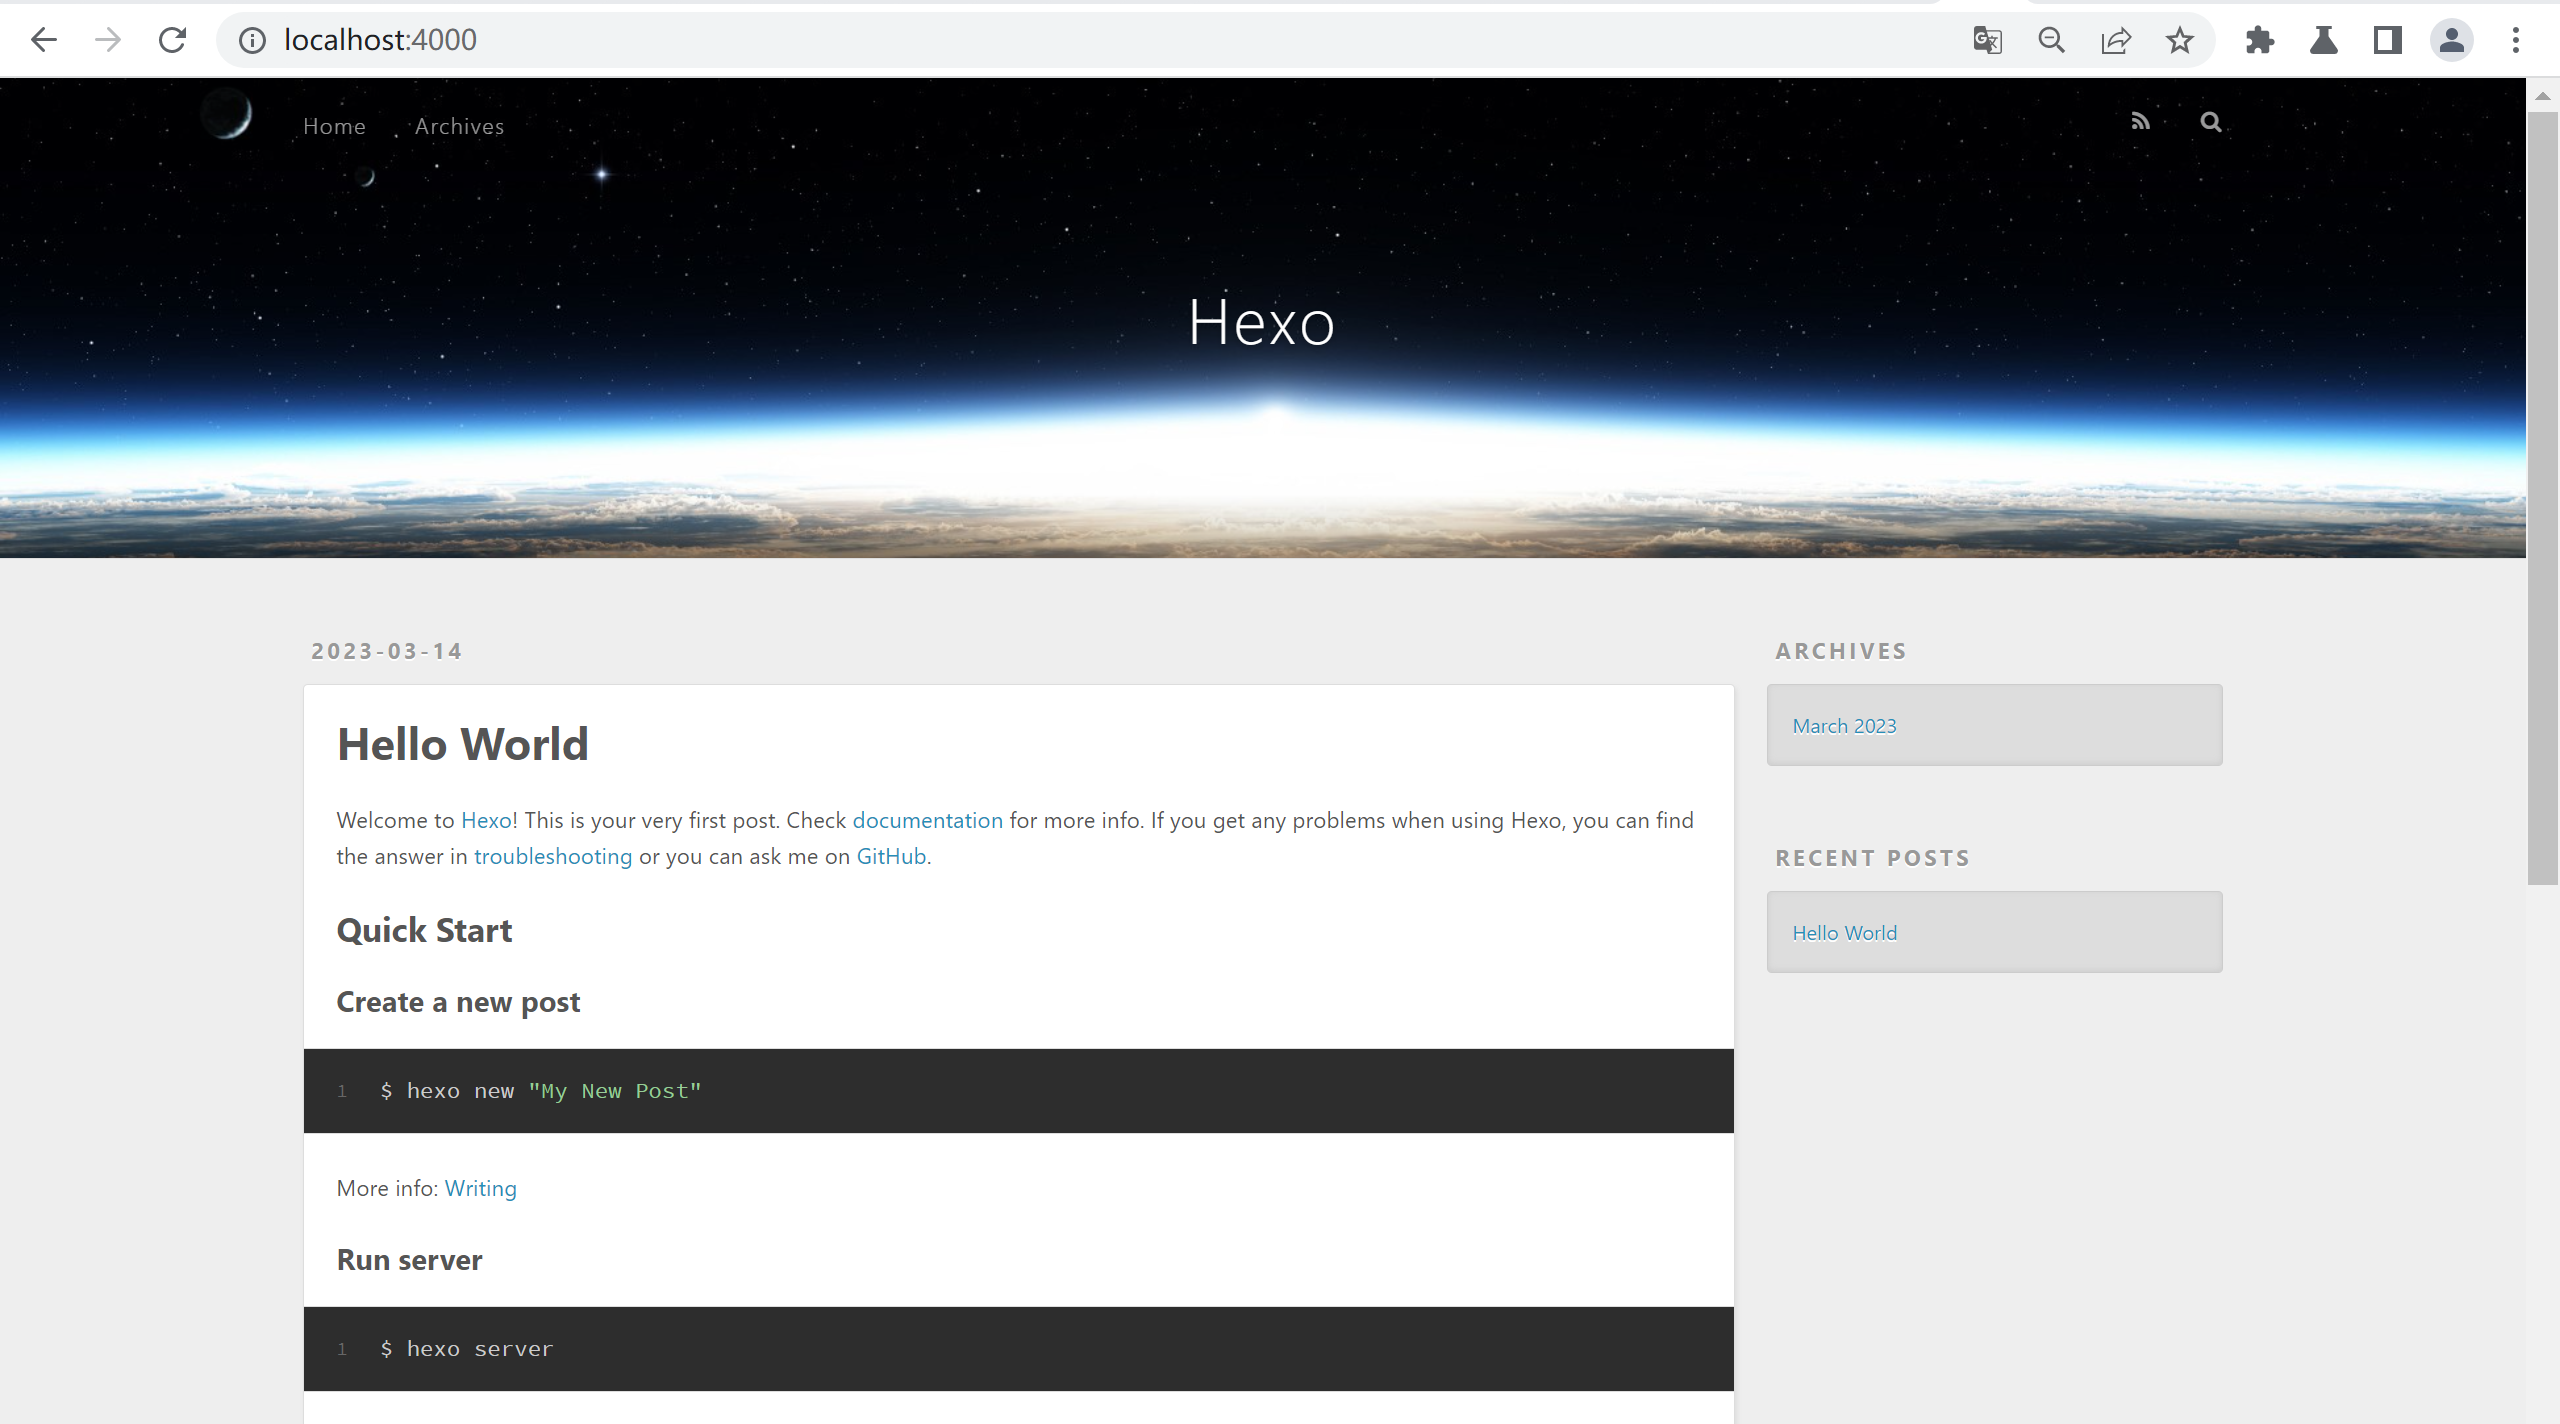 localhost:4000
Home Archives
Hexo
2023-03-14
Hello World
Welcome to Hexo! This is your very first post. Check documentation for more info. If you get any problems when using Hexo, you can find
the answer in troubleshooting or you can ask me on GitHub.
Quick Start
Create a new post
1 $ hexo new "My New Post"
More info: Writing
Run server
1 $ hexo server
ARCHIVES
March 2023
RECENT POSTS
Hello World